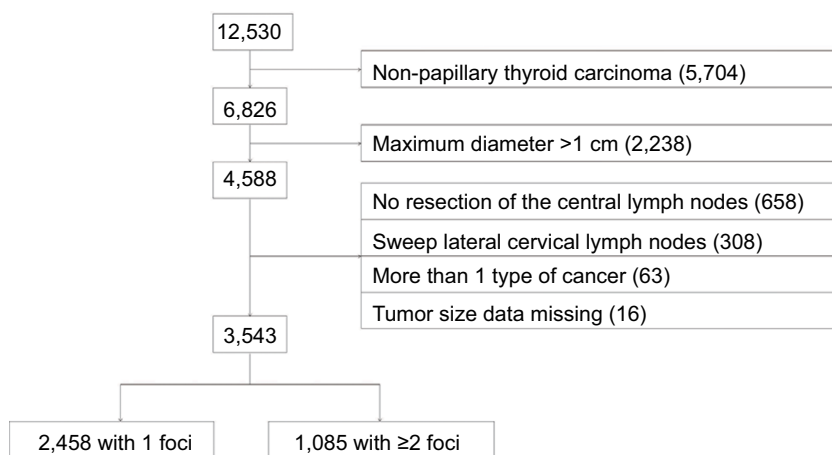 12,530
Non-papillary thyroid carcinoma (5,704)
6,826
Maximum diameter >1 cm (2,238)
4,588
No resection of the central lymph nodes (658)
Sweep lateral cervical lymph nodes (308)
More than 1 type of cancer (63)
Tumor size data missing (16)
3,543
2,458 with 1 foci
1,085 with ≥2 foci